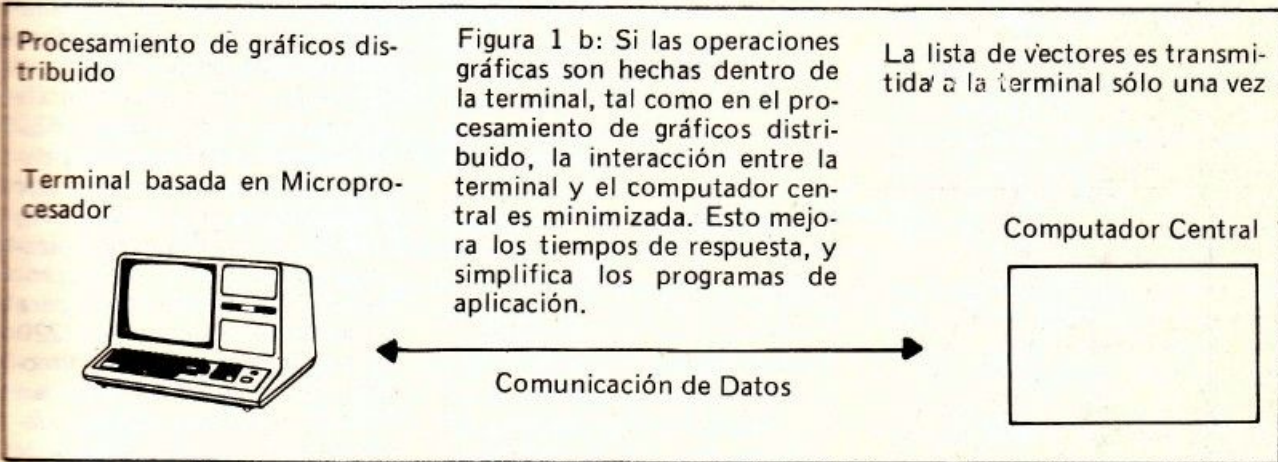 Procesamiento de gráficos dis-
tribuido
Terminal basada en Micropro-
cesador
Figura 1 b: Si las operaciones
gráficas son hechas dentro de
la terminal, tal como en el pro-
cesamiento de gráficos distri-
buido, la interacción entre la
terminal y el computador cen-
tral es minimizada. Esto mejo-
ra los tiempos de respuesta, y
simplifica los programas de
aplicación.
Comunicación de Datos
La lista de vectores es transmi-
tida a la terminal sólo una vez
Computador Central